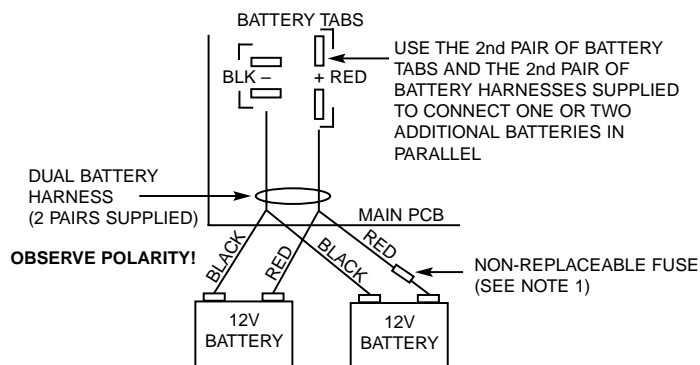 BATTERY TABS
BLK –
+ RED
USE THE 2nd PAIR OF BATTERY
TABS AND THE 2nd PAIR OF
BATTERY HARNESSES SUPPLIED
TO CONNECT ONE OR TWO
ADDITIONAL BATTERIES IN
PARALLEL
DUAL BATTERY
HARNESS
(2 PAIRS SUPPLIED)
MAIN PCB
OBSERVE POLARITY!
BLACK
RED
BLACK
RED
NON-REPLACEABLE FUSE
(SEE NOTE 1)
12V
BATTERY
12V
BATTERY